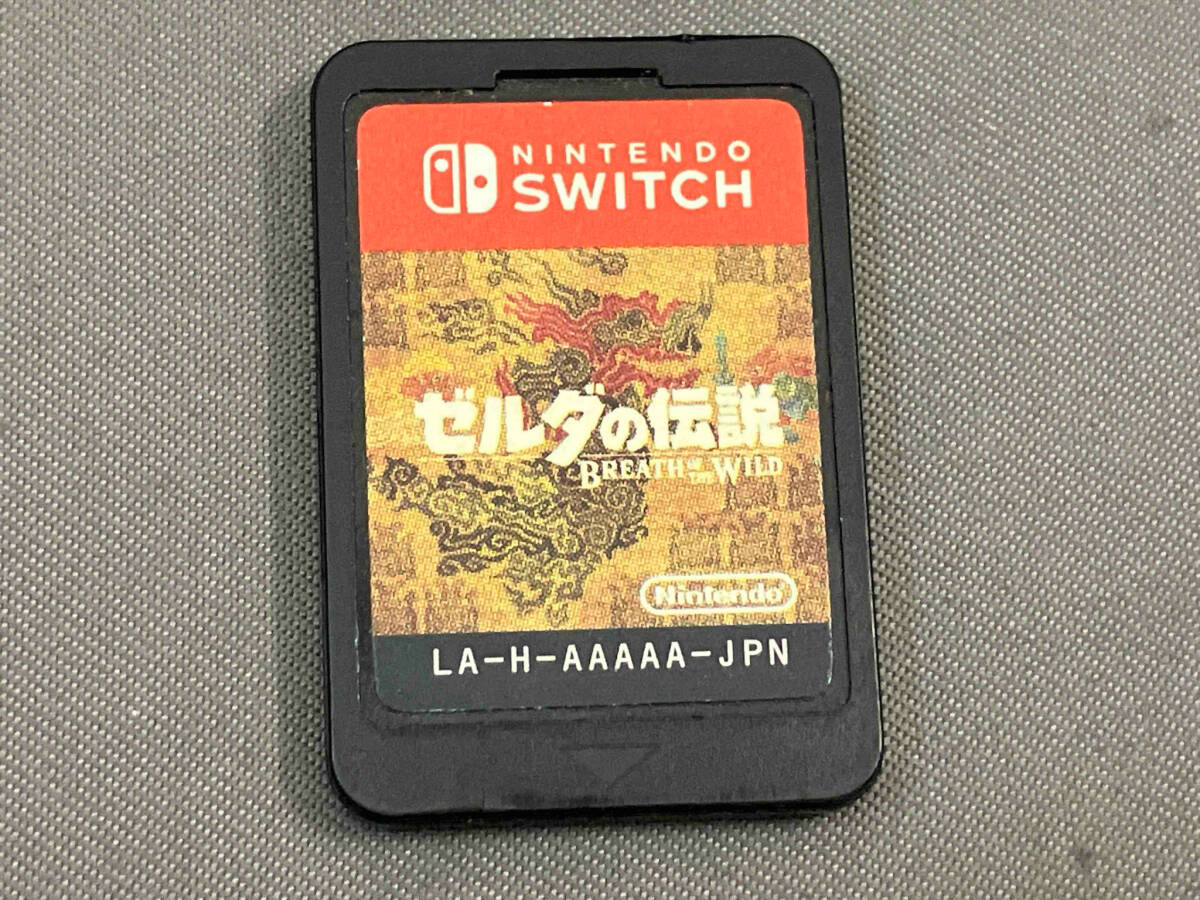 NINTENDO
SWITCH
ゼルダの伝説
BREATH OF THE WILD
Nintendo
LA-H-AAAAA-JPN